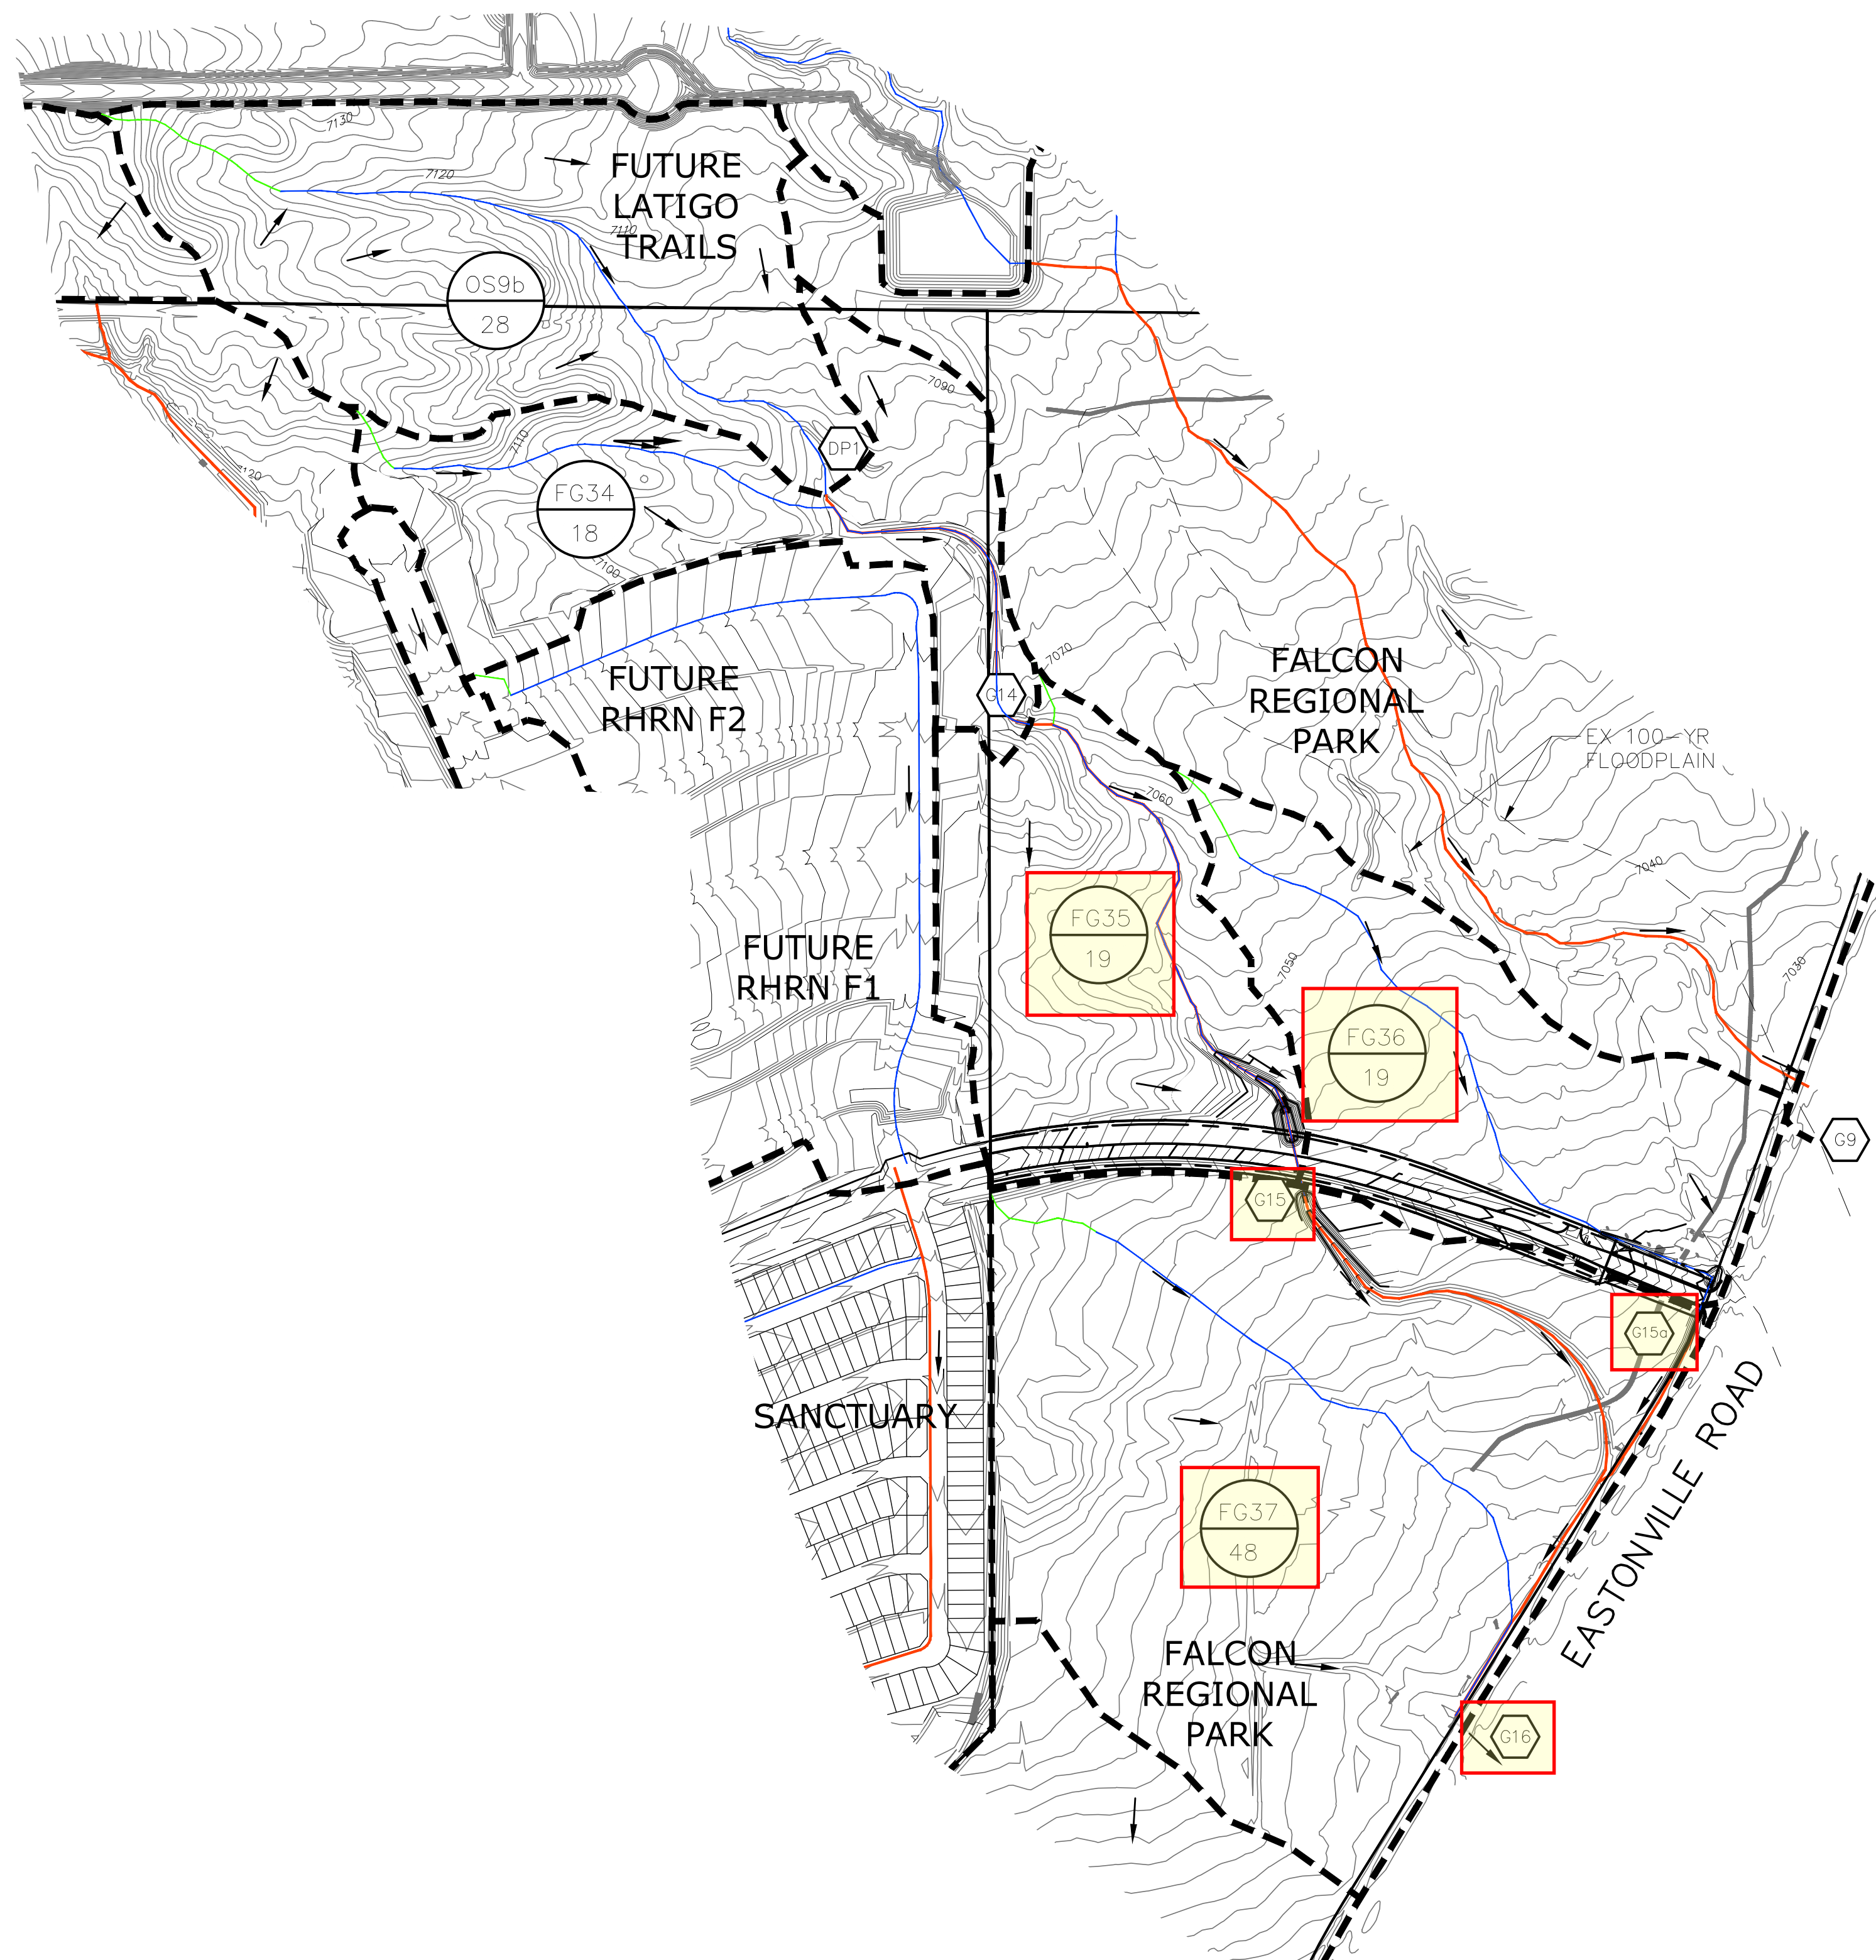 7130
FUTURE
LATIGO
TRAILS
7120
7110
OS9b
28
7090
7110
DP1
FG34
18
7100
FUTURE
RHRN F2
G14
7070
FALCON
REGIONAL
PARK
EX 100-YR
FLOODPLAIN
7060
7040
FG35
19
FUTURE
RHRN F1
7050
7030
FG36
19
G9
G15
G15a
SANCTUARY
EASTONVILLE ROAD
FG37
48
FALCON
REGIONAL
PARK
G16